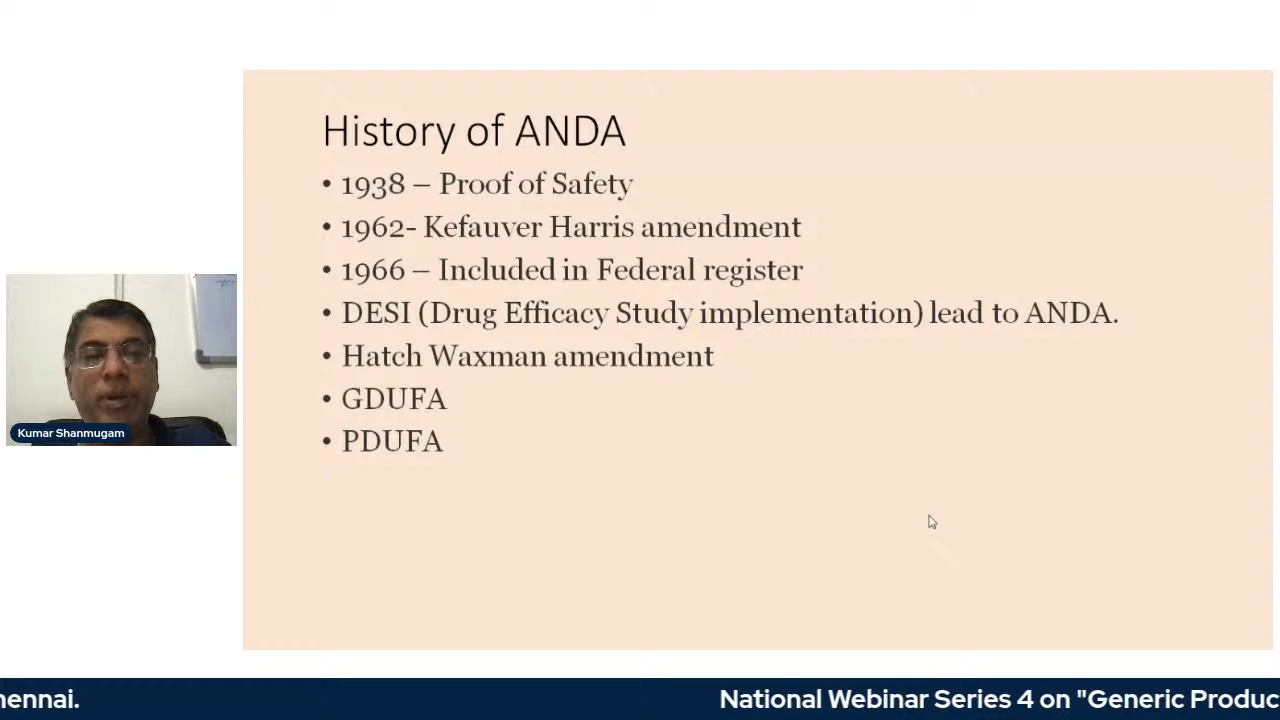 History of ANDA
• 1938 – Proof of Safety
• 1962- Kefauver Harris amendment
• 1966 – Included in Federal register
• DESI (Drug Efficacy Study implementation) lead to ANDA.
• Hatch Waxman amendment
• GDUFA
• PDUFA
Kumar Shanmugam
hennai. National Webinar Series 4 on "Generic Produc